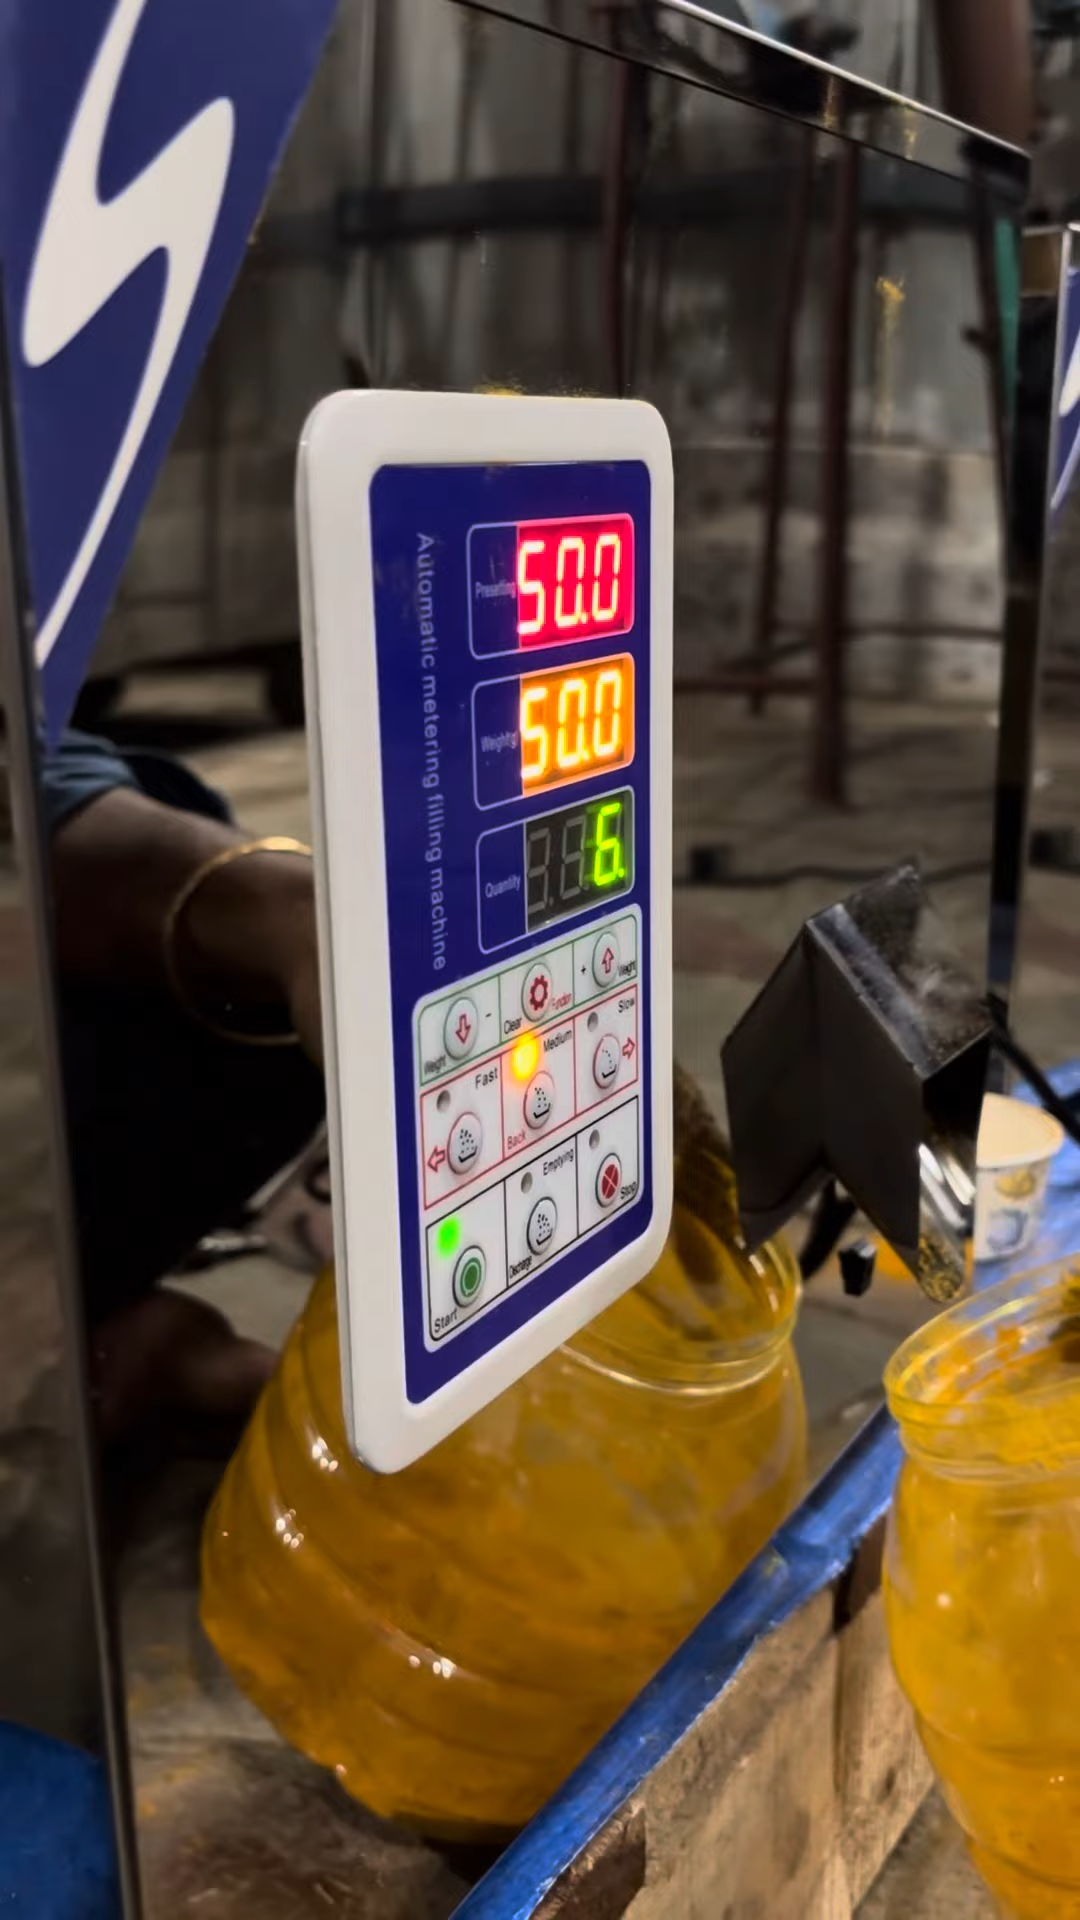 Automatic metering filling machine
Presetting 50.0
Weight(g) 50.0
Quantity 6.
Weight -
Clear Function
+ Weight
Fast
Medium
Back
Slow
Start
Emptying
Discharge
Stop